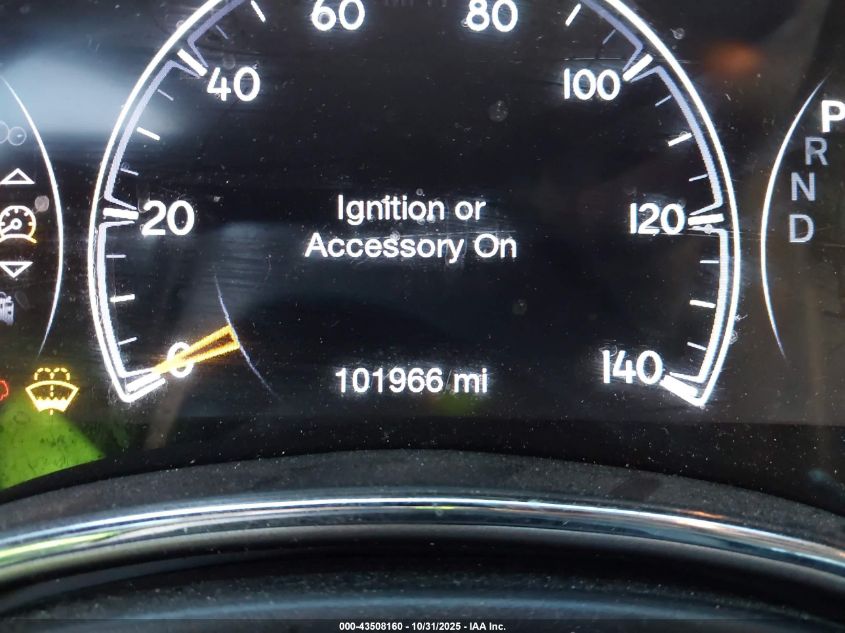 60 80
40 100
20 120
0 140
Ignition or
Accessory On
101966 mi
P
R
N
D
000-43508160 - 10/31/2025 - IAA Inc.